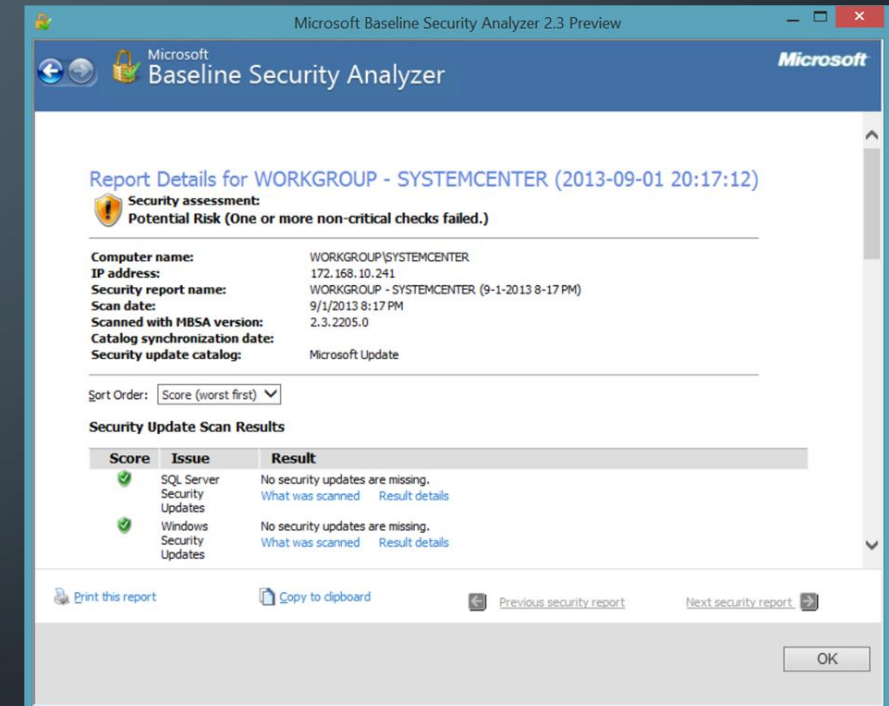 Microsoft Baseline Security Analyzer 2.3 Preview
Microsoft
Baseline Security Analyzer
Microsoft
Report Details for WORKGROUP - SYSTEMCENTER (2013-09-01 20:17:12)
Security assessment:
Potential Risk (One or more non-critical checks failed.)
Computer name: WORKGROUP\SYSTEMCENTER
IP address: 172.168.10.241
Security report name: WORKGROUP - SYSTEMCENTER (9-1-2013 8-17 PM)
Scan date: 9/1/2013 8:17 PM
Scanned with MBSA version: 2.3.2205.0
Catalog synchronization date:
Security update catalog: Microsoft Update
Sort Order: Score (worst first)
Security Update Scan Results
Score Issue Result
SQL Server No security updates are missing.
Security What was scanned Result details
Updates
Windows No security updates are missing.
Security What was scanned Result details
Updates
Print this report Copy to clipboard Previous security report Next security report
OK